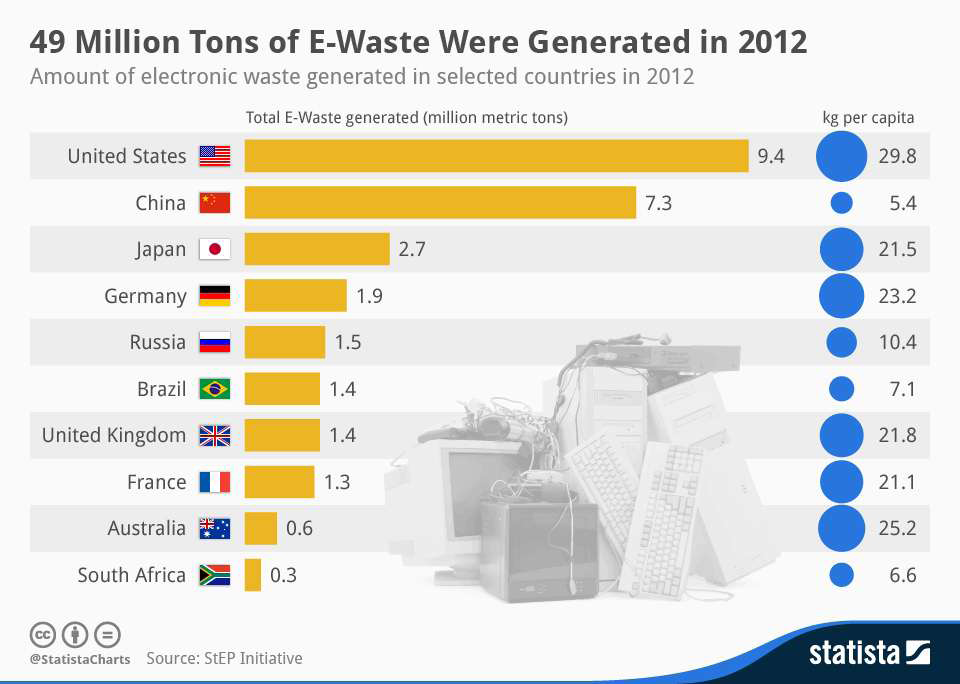 49 Million Tons of E-Waste Were Generated in 2012
Amount of electronic waste generated in selected countries in 2012
Total E-Waste generated (million metric tons) kg per capita
United States 9.4 29.8
China 7.3 5.4
Japan 2.7 21.5
Germany 1.9 23.2
Russia 1.5 10.4
Brazil 1.4 7.1
United Kingdom 1.4 21.8
France 1.3 21.1
Australia 0.6 25.2
South Africa 0.3 6.6
cc
@StatistaCharts Source: StEP Initiative
statista